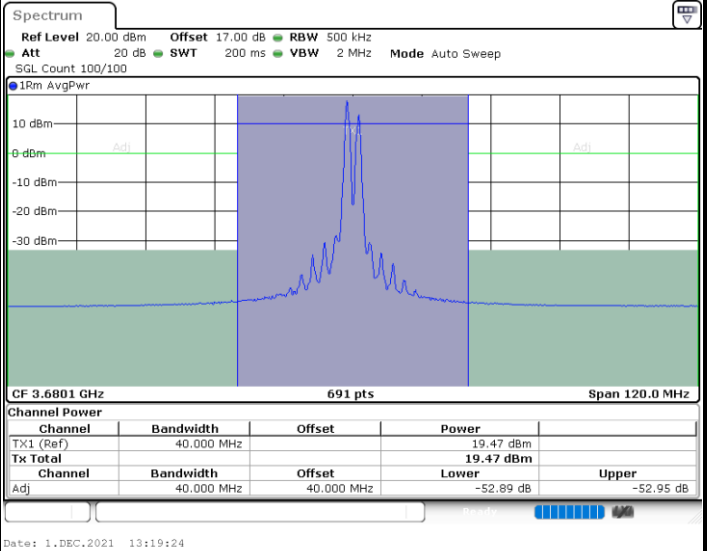 Spectrum
Ref Level 20.00 dBm Offset 17.00 dB RBW 500 kHz
Att 20 dB SWT 200 ms VBW 2 MHz Mode Auto Sweep
SGL Count 100/100
1Rm AvgPwr
10 dBm
Adj Adj
0 dBm
-10 dBm
-20 dBm
-30 dBm
CF 3.6801 GHz 691 pts Span 120.0 MHz
Channel Power
Channel Bandwidth Offset Power
TX1 (Ref) 40.000 MHz 19.47 dBm
Tx Total 19.47 dBm
Channel Bandwidth Offset Lower Upper
Adj 40.000 MHz 40.000 MHz -52.89 dB -52.95 dB
Ready
Date: 1.DEC.2021 13:19:24